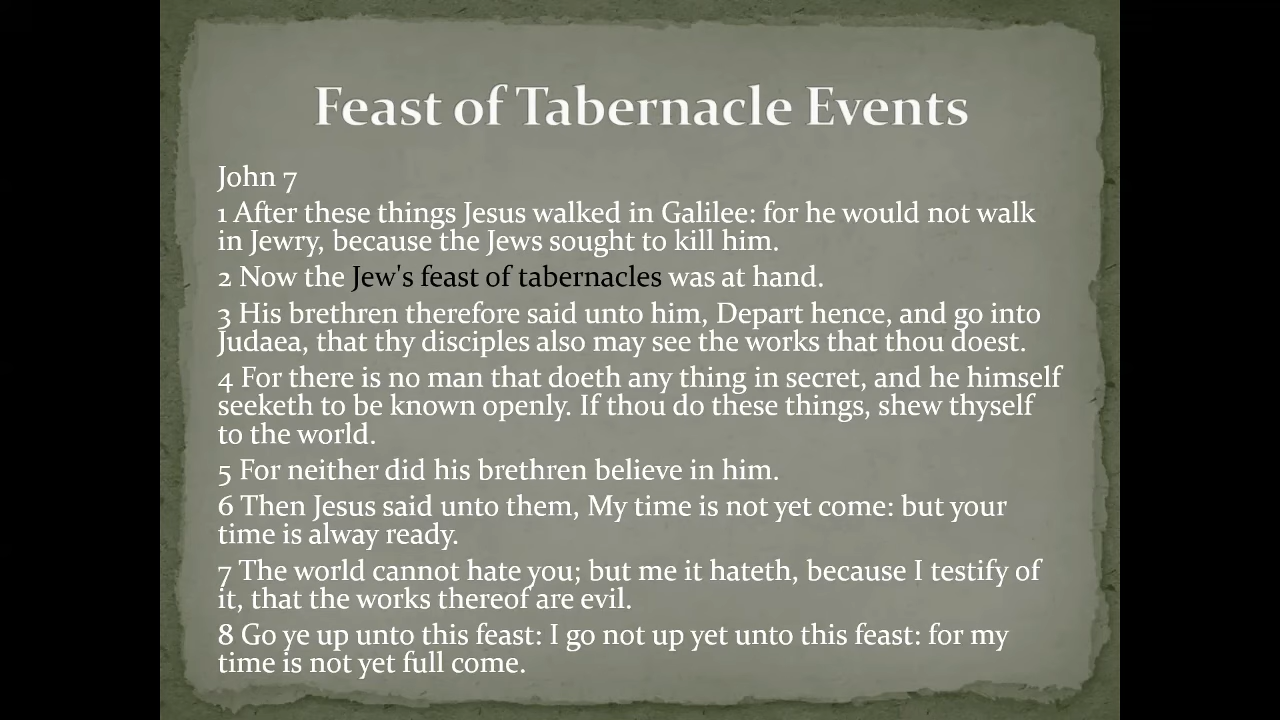 Feast of Tabernacle Events
John 7
1 After these things Jesus walked in Galilee: for he would not walk
in Jewry, because the Jews sought to kill him.
2 Now the Jew's feast of tabernacles was at hand.
3 His brethren therefore said unto him, Depart hence, and go into
Judaea, that thy disciples also may see the works that thou doest.
4 For there is no man that doeth any thing in secret, and he himself
seeketh to be known openly. If thou do these things, shew thyself
to the world.
5 For neither did his brethren believe in him.
6 Then Jesus said unto them, My time is not yet come: but your
time is alway ready.
7 The world cannot hate you; but me it hateth, because I testify of
it, that the works thereof are evil.
8 Go ye up unto this feast: I go not up yet unto this feast: for my
time is not yet full come.